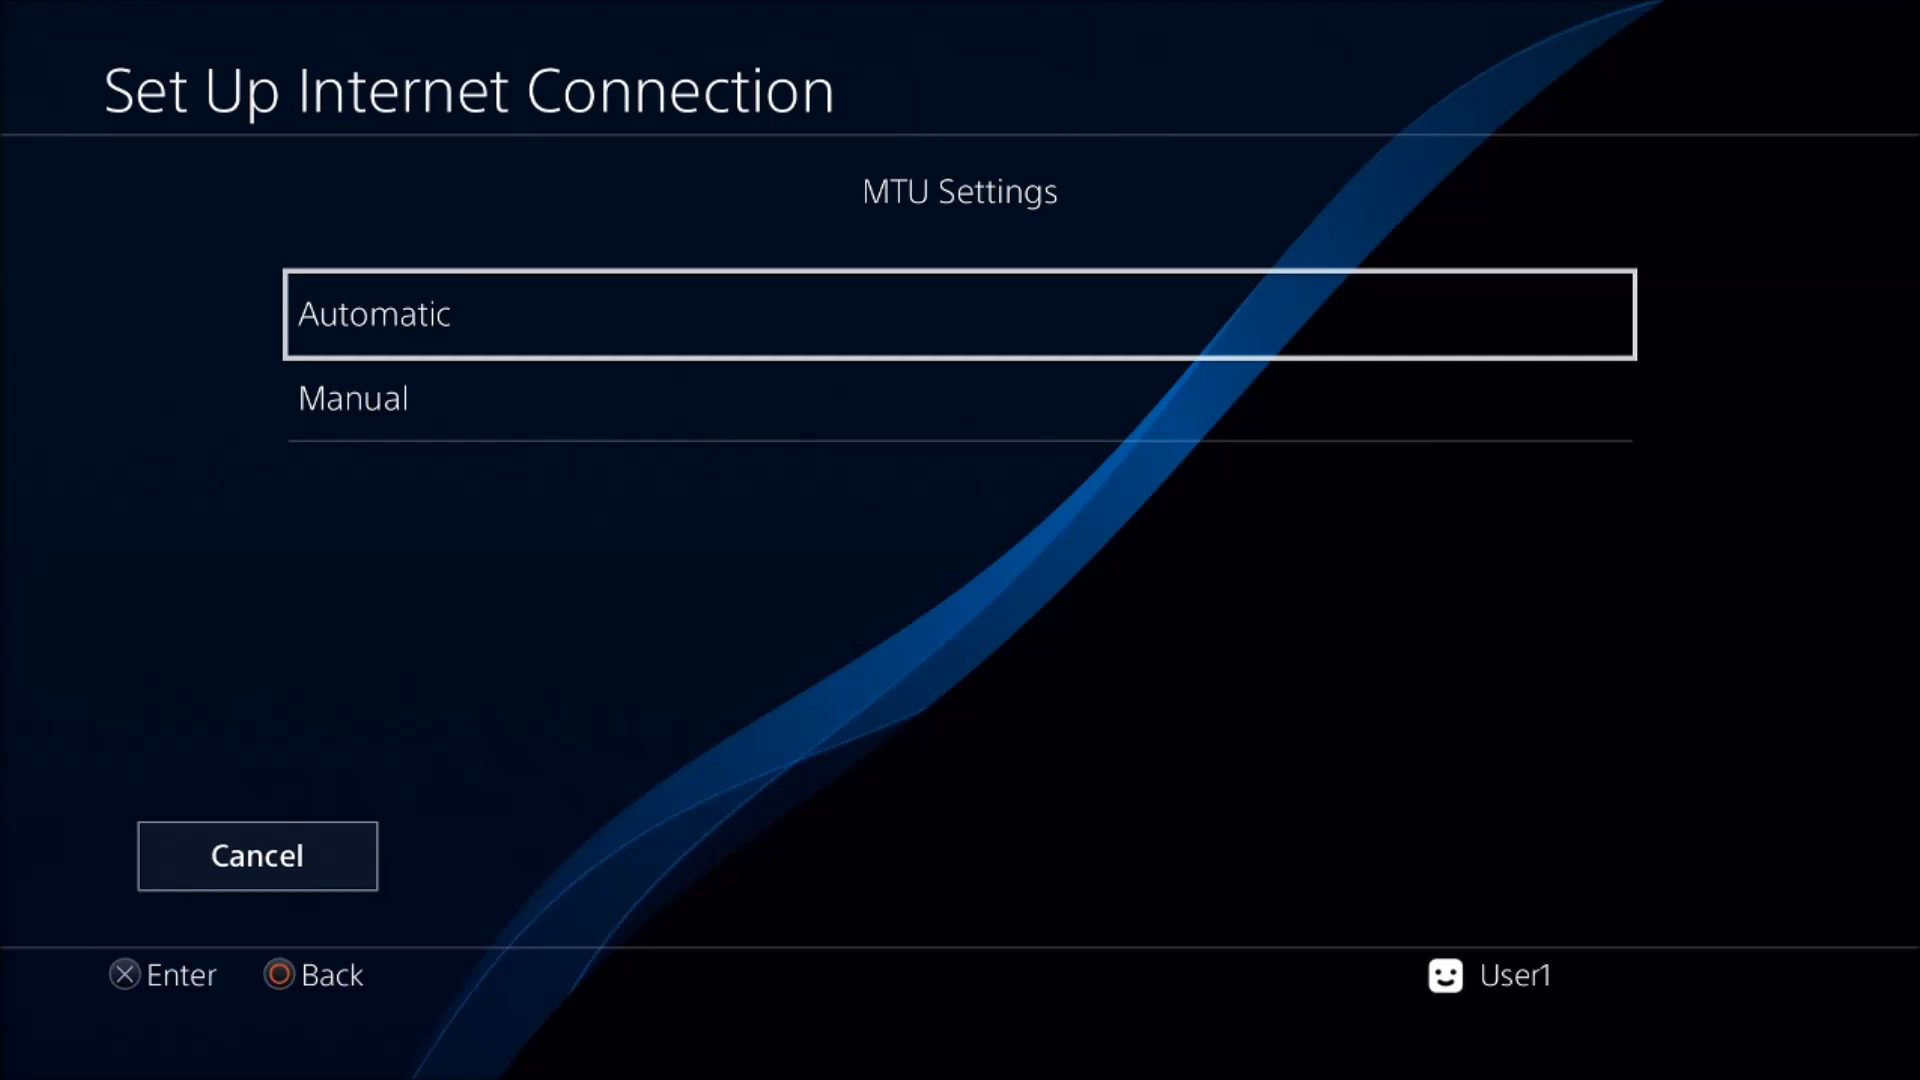 Set Up Internet Connection
MTU Settings
Automatic
Manual
Cancel
Enter Back User1